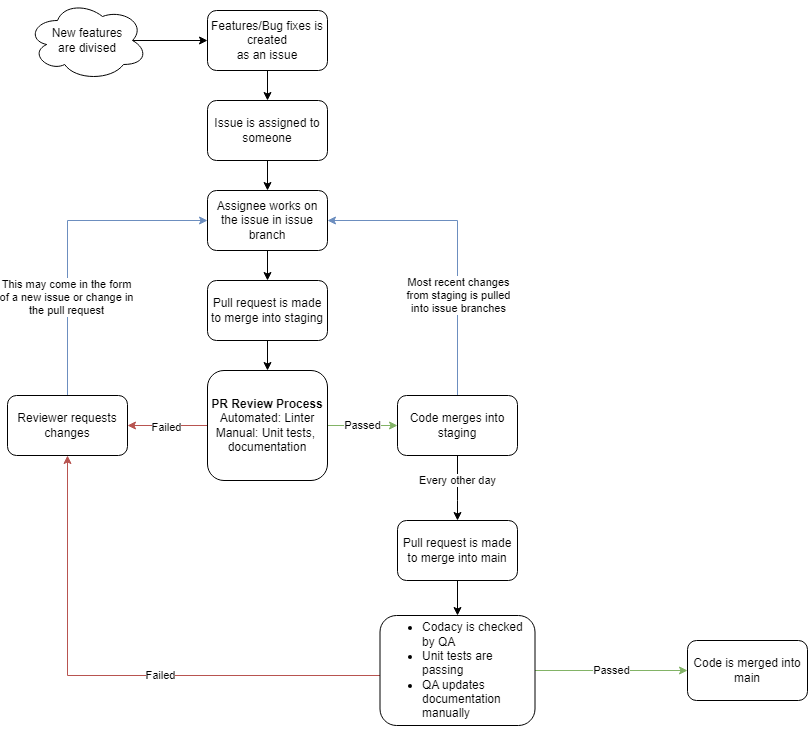 New features
are divised
Features/Bug fixes is
created
as an issue
Issue is assigned to
someone
Assignee works on
the issue in issue
branch
This may come in the form
of a new issue or change in
the pull request
Most recent changes
from staging is pulled
into issue branches
Pull request is made
to merge into staging
PR Review Process
Automated: Linter
Manual: Unit tests,
documentation
Failed
Passed
Reviewer requests
changes
Code merges into
staging
Every other day
Pull request is made
to merge into main
• Codacy is checked
by QA
• Unit tests are
passing
• QA updates
documentation
manually
Failed
Passed
Code is merged into
main